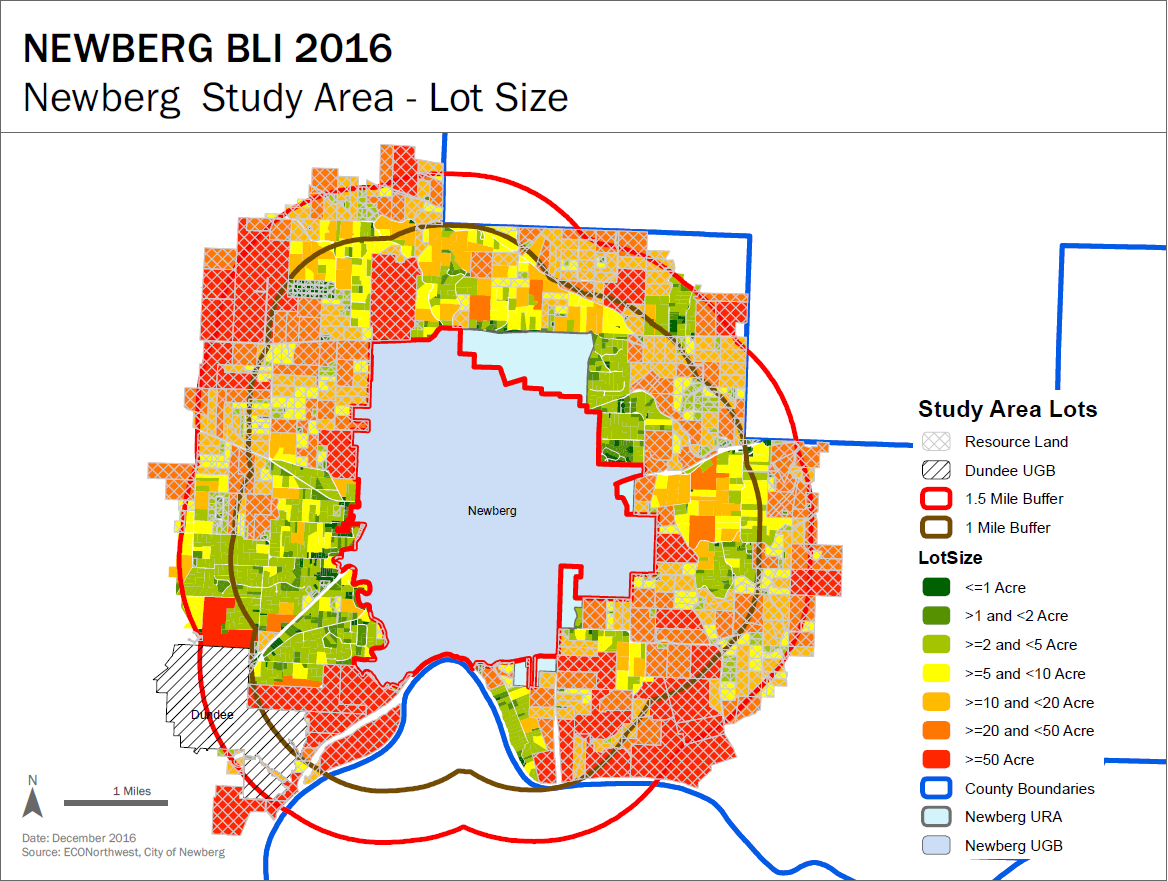 NEWBERG BLI 2016
Newberg Study Area - Lot Size
Study Area Lots
Resource Land
Dundee UGB
1.5 Mile Buffer
1 Mile Buffer
LotSize
<=1 Acre
>1 and <2 Acre
>=2 and <5 Acre
>=5 and <10 Acre
>=10 and <20 Acre
>=20 and <50 Acre
>=50 Acre
County Boundaries
Newberg URA
Newberg UGB
Newberg
Dundee
N
1 Miles
Date: December 2016
Source: ECONorthwest, City of Newberg